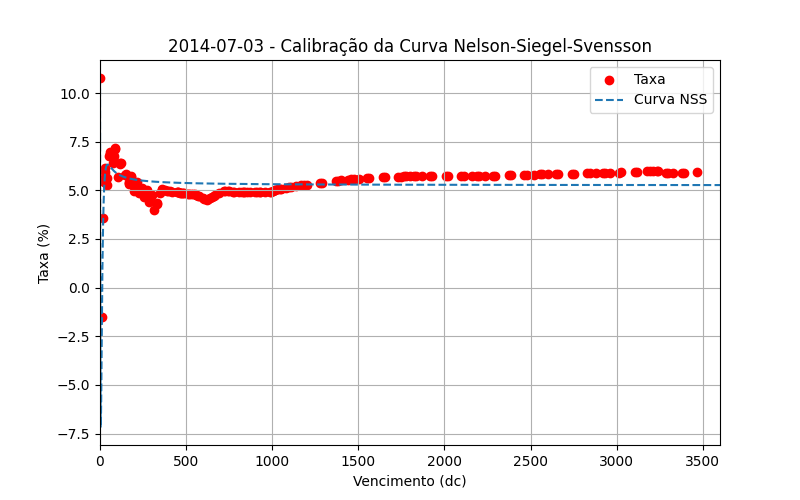 2014-07-03 - Calibração da Curva Nelson-Siegel-Svensson
Taxa
Curva NSS
Taxa (%)
10.0
7.5
5.0
2.5
0.0
−2.5
−5.0
−7.5
0 500 1000 1500 2000 2500 3000 3500
Vencimento (dc)